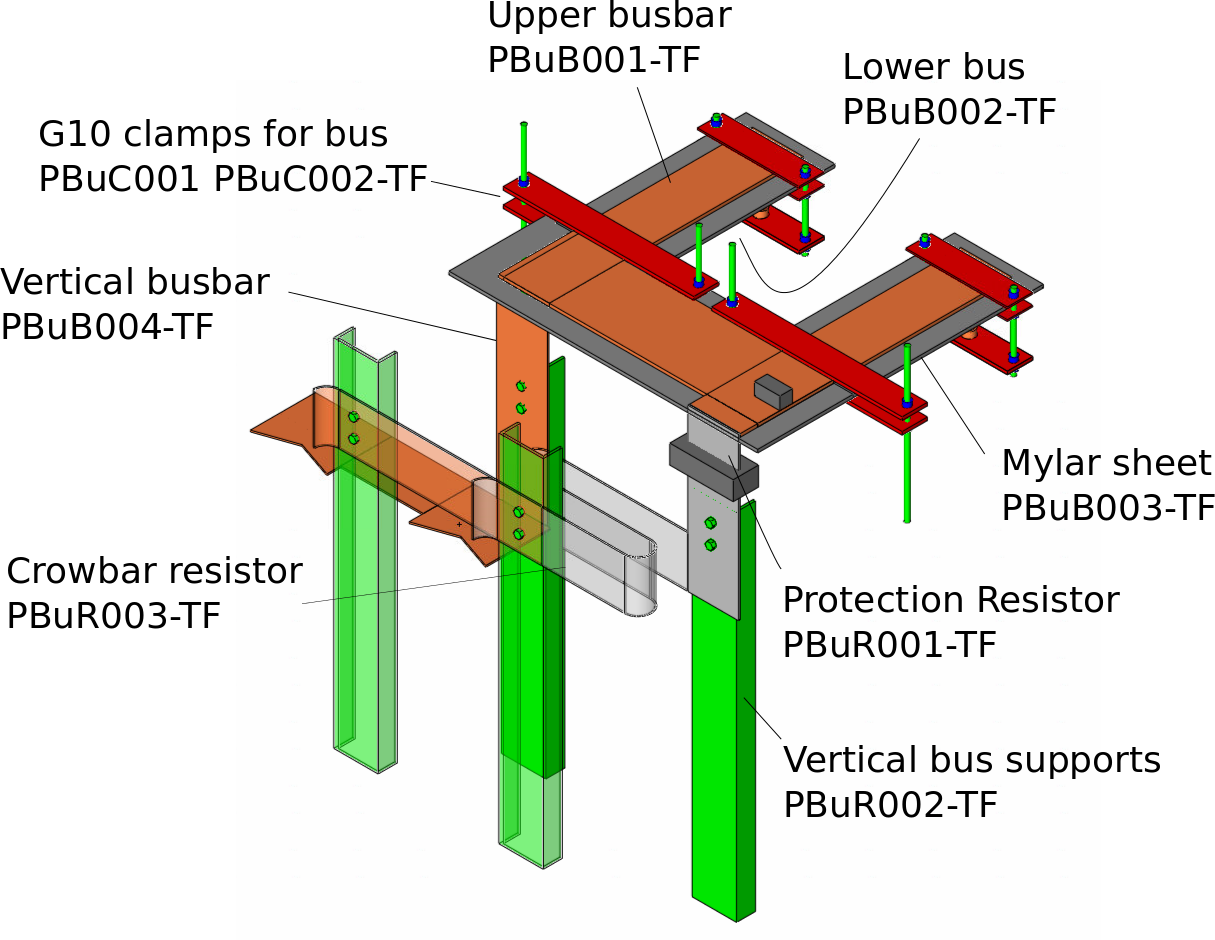 Upper busbar
PBuB001-TF
Lower bus
PBuB002-TF
G10 clamps for bus
PBuC001 PBuC002-TF
Vertical busbar
PBuB004-TF
Mylar sheet
PBuB003-TF
Crowbar resistor
PBuR003-TF
Protection Resistor
PBuR001-TF
Vertical bus supports
PBuR002-TF